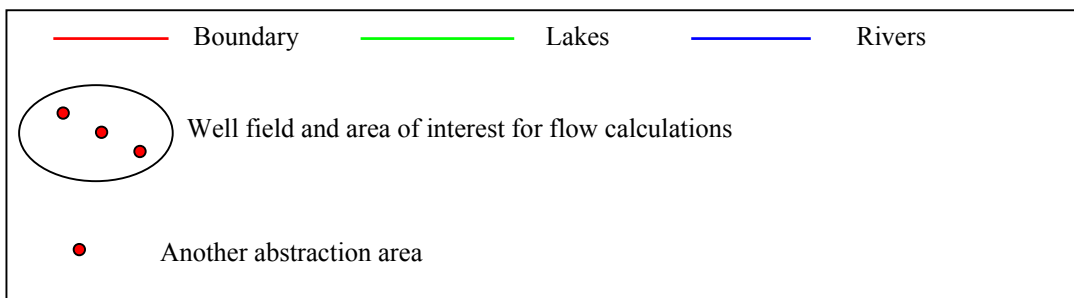 Boundary Lakes Rivers
Well field and area of interest for flow calculations
Another abstraction area